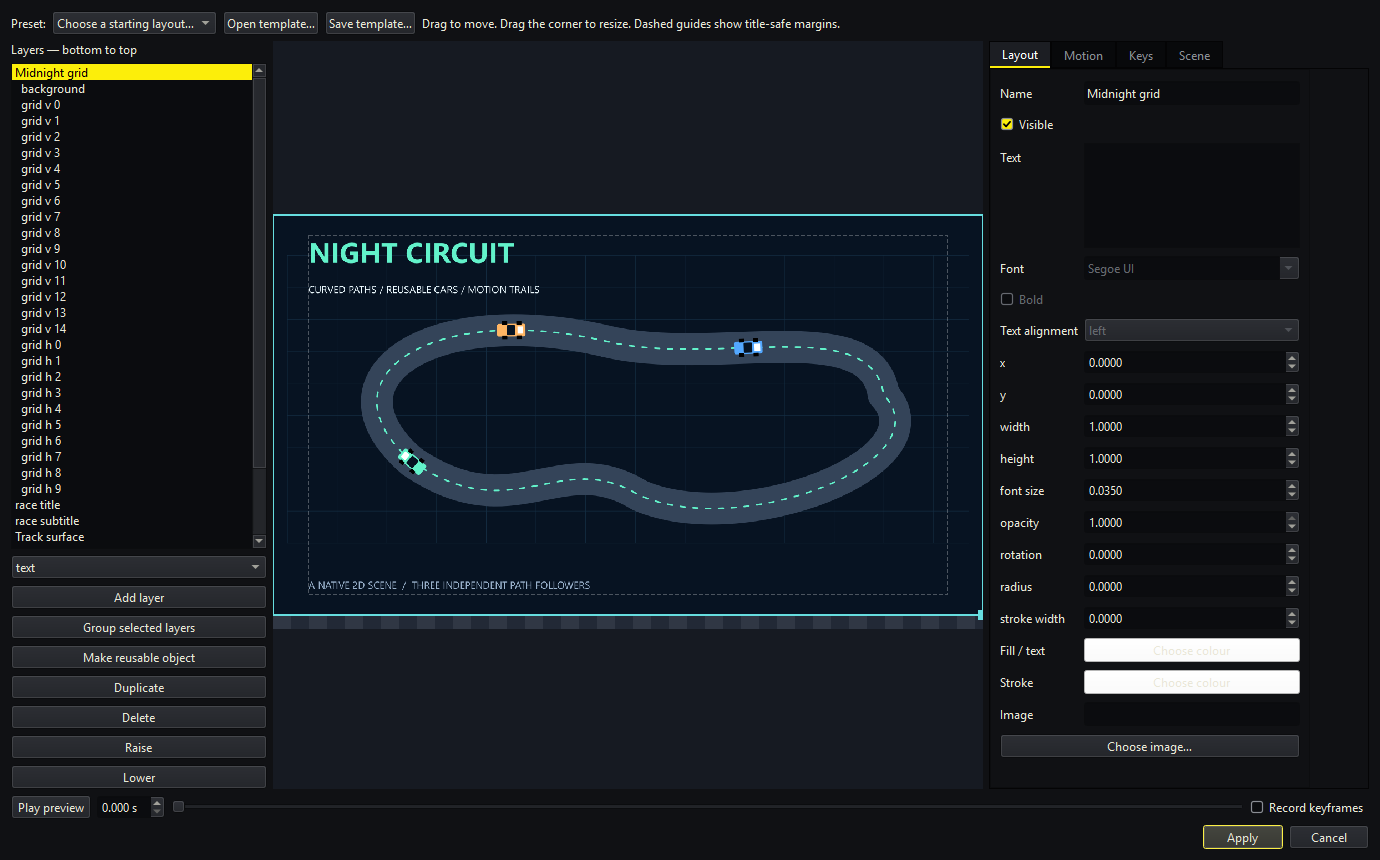 Preset: Choose a starting layout... Open template... Save template... Drag to move. Drag the corner to resize. Dashed guides show title-safe margins.
Layers — bottom to top
Midnight grid
background
grid v 0
grid v 1
grid v 2
grid v 3
grid v 4
grid v 5
grid v 6
grid v 7
grid v 8
grid v 9
grid v 10
grid v 11
grid v 12
grid v 13
grid v 14
grid h 0
grid h 1
grid h 2
grid h 3
grid h 4
grid h 5
grid h 6
grid h 7
grid h 8
grid h 9
race title
race subtitle
Track surface
text
Add layer
Group selected layers
Make reusable object
Duplicate
Delete
Raise
Lower
NIGHT CIRCUIT
CURVED PATHS / REUSABLE CARS / MOTION TRAILS
A NATIVE 2D SCENE / THREE INDEPENDENT PATH FOLLOWERS
Layout Motion Keys Scene
Name Midnight grid
Visible
Text
Font Segoe UI
Bold
Text alignment left
x 0.0000
y 0.0000
width 1.0000
height 1.0000
font size 0.0350
opacity 1.0000
rotation 0.0000
radius 0.0000
stroke width 0.0000
Fill / text Choose colour
Stroke Choose colour
Image
Choose image...
Play preview 0.000 s Record keyframes
Apply Cancel